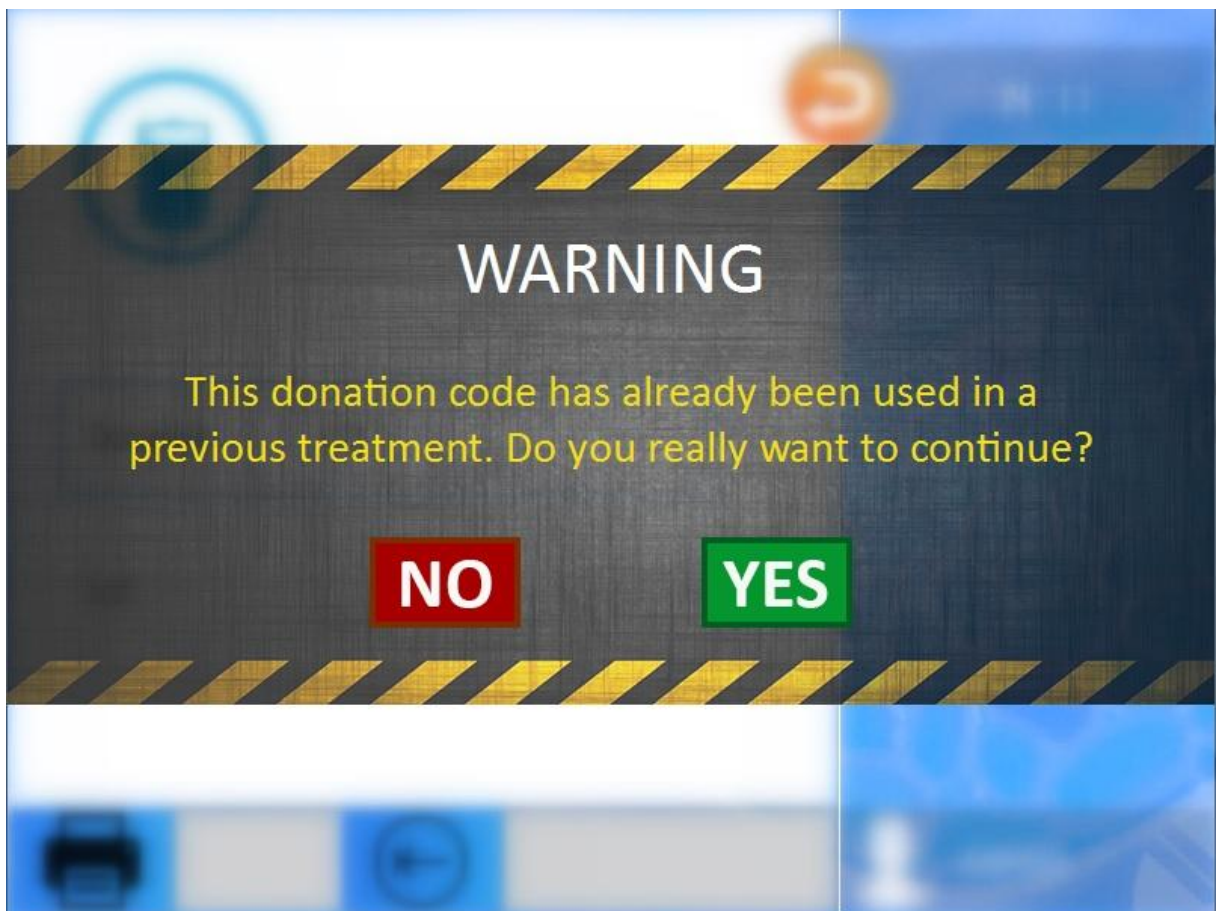 WARNING
This donation code has already been used in a
previous treatment. Do you really want to continue?
NO
YES